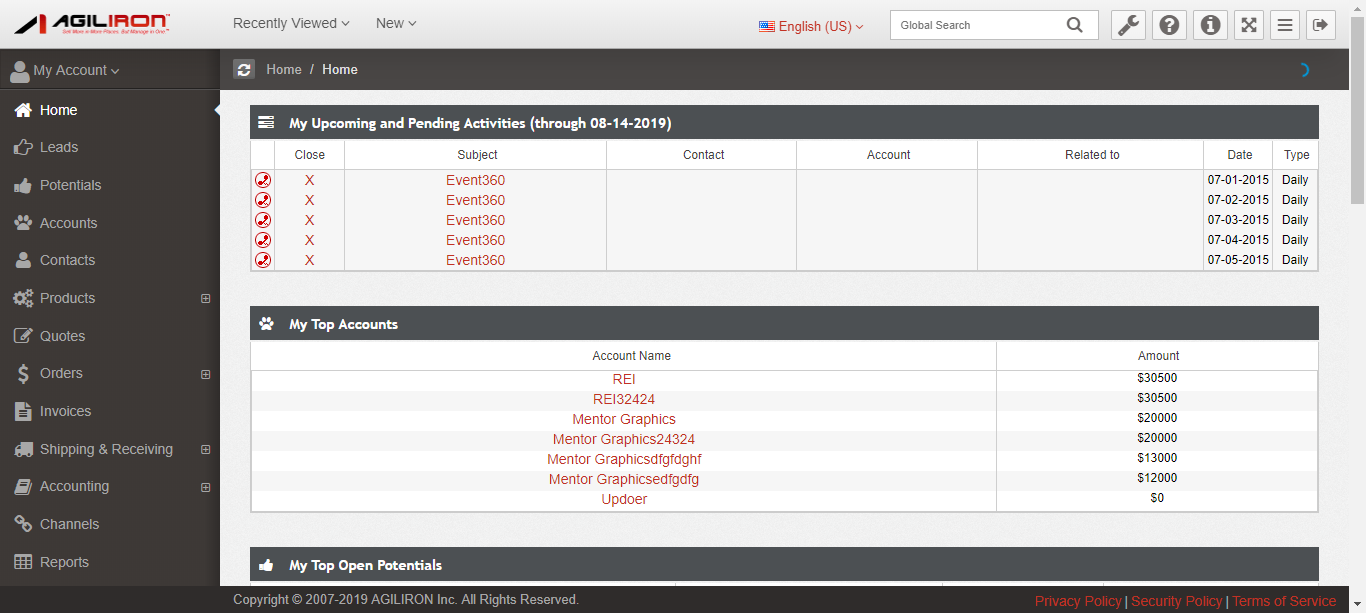 AGILIRON
Sell More in More Places. But Manage in One™
Recently Viewed
New
English (US)
Global Search
My Account
Home / Home
Home
Leads
Potentials
Accounts
Contacts
Products
Quotes
Orders
Invoices
Shipping & Receiving
Accounting
Channels
Reports
My Upcoming and Pending Activities (through 08-14-2019)
Close Subject Contact Account Related to Date Type
X Event360 07-01-2015 Daily
X Event360 07-02-2015 Daily
X Event360 07-03-2015 Daily
X Event360 07-04-2015 Daily
X Event360 07-05-2015 Daily
My Top Accounts
Account Name Amount
REI $30500
REI32424 $30500
Mentor Graphics $20000
Mentor Graphics24324 $20000
Mentor Graphicsdfgfdghf $13000
Mentor Graphicsedfgdfg $12000
Updoer $0
My Top Open Potentials
Copyright © 2007-2019 AGILIRON Inc. All Rights Reserved.
Privacy Policy | Security Policy | Terms of Service